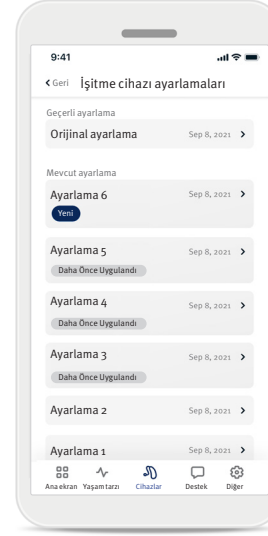 9:41
Geri İşitme cihazı ayarlamaları
Geçerli ayarlama
Orijinal ayarlama Sep 8, 2021
Mevcut ayarlama
Ayarlama 6 Sep 8, 2021
Yeni
Ayarlama 5 Sep 8, 2021
Daha Önce Uygulandı
Ayarlama 4 Sep 8, 2021
Daha Önce Uygulandı
Ayarlama 3 Sep 8, 2021
Daha Önce Uygulandı
Ayarlama 2 Sep 8, 2021
Ayarlama 1 Sep 8, 2021
Ana ekran Yaşam tarzı Cihazlar Destek Diğer